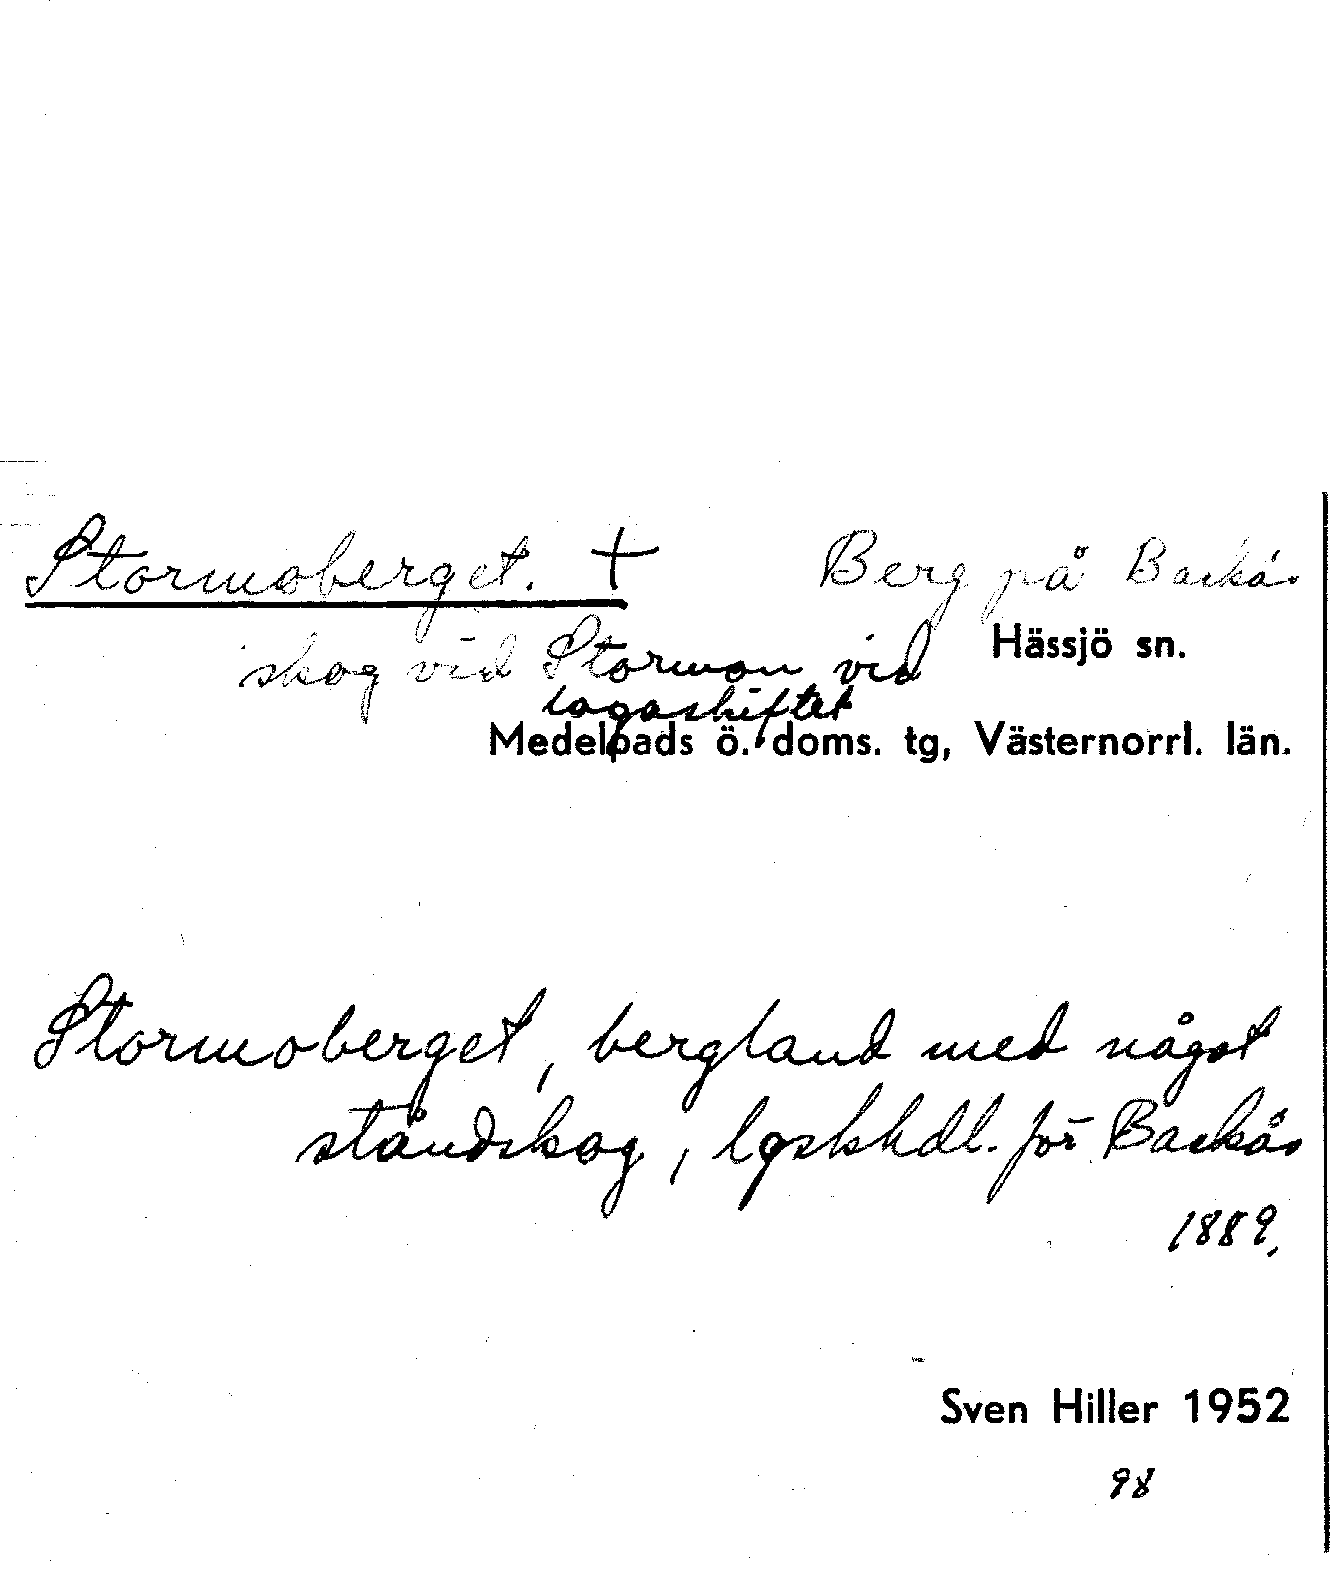 Stormoberget. + Berg på Backås
Hässjö sn.
skog vid Stormon vid
lagaskiftet
Medelpads ö. doms. tg, Västernorrl. län.
Stormoberget, bergland med något
ståndskog, lgskhdl. för Backås
1889,
Sven Hiller 1952
98